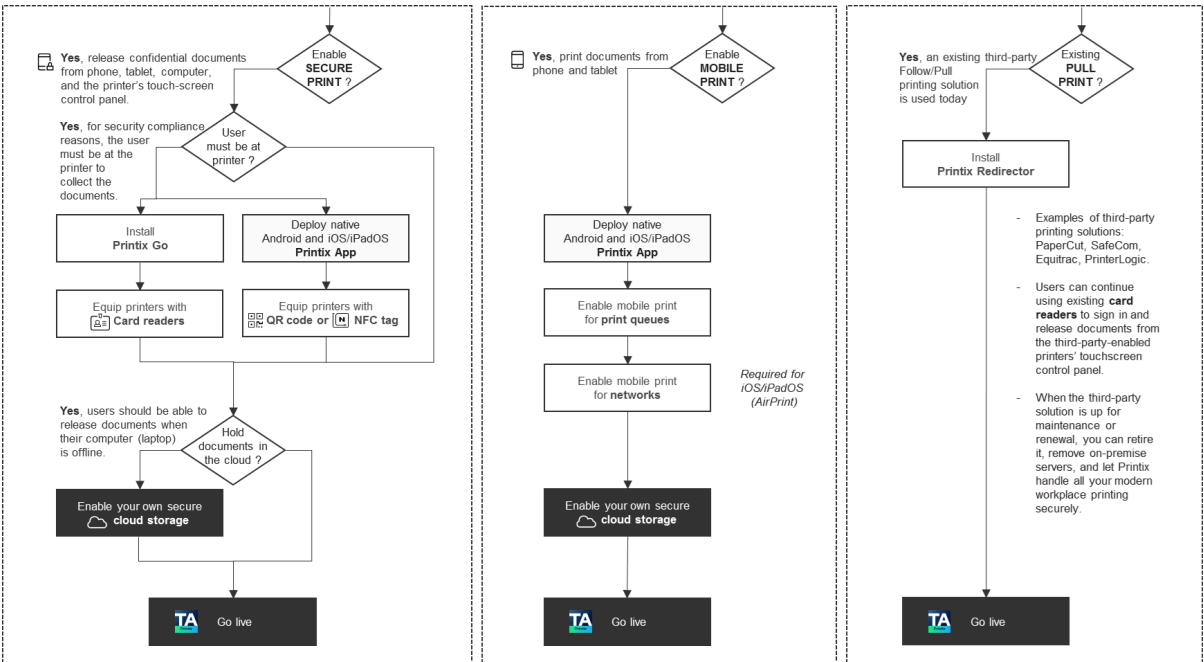 Enable
SECURE
PRINT ?
Yes, release confidential documents
from phone, tablet, computer,
and the printer's touch-screen
control panel.
Yes, for security compliance
reasons, the user
must be at the
printer to
collect the
documents.
User
must be at
printer ?
Install
Printix Go
Deploy native
Android and iOS/iPadOS
Printix App
Equip printers with
Card readers
Equip printers with
QR code or N NFC tag
Yes, users should be able to
release documents when
their computer (laptop)
is offline.
Hold
documents in
the cloud ?
Enable your own secure
cloud storage
TA Go live
Enable
MOBILE
PRINT ?
Yes, print documents from
phone and tablet
Deploy native
Android and iOS/iPadOS
Printix App
Enable mobile print
for print queues
Enable mobile print
for networks
Required for
iOS/iPadOS
(AirPrint)
Enable your own secure
cloud storage
TA Go live
Existing
PULL
PRINT ?
Yes, an existing third-party
Follow/Pull
printing solution
is used today
Install
Printix Redirector
- Examples of third-party
printing solutions:
PaperCut, SafeCom,
Equitrac, PrinterLogic.
- Users can continue
using existing card
readers to sign in and
release documents from
the third-party-enabled
printers' touchscreen
control panel.
- When the third-party
solution is up for
maintenance or
renewal, you can retire
it, remove on-premise
servers, and let Printix
handle all your modern
workplace printing
securely.
TA Go live